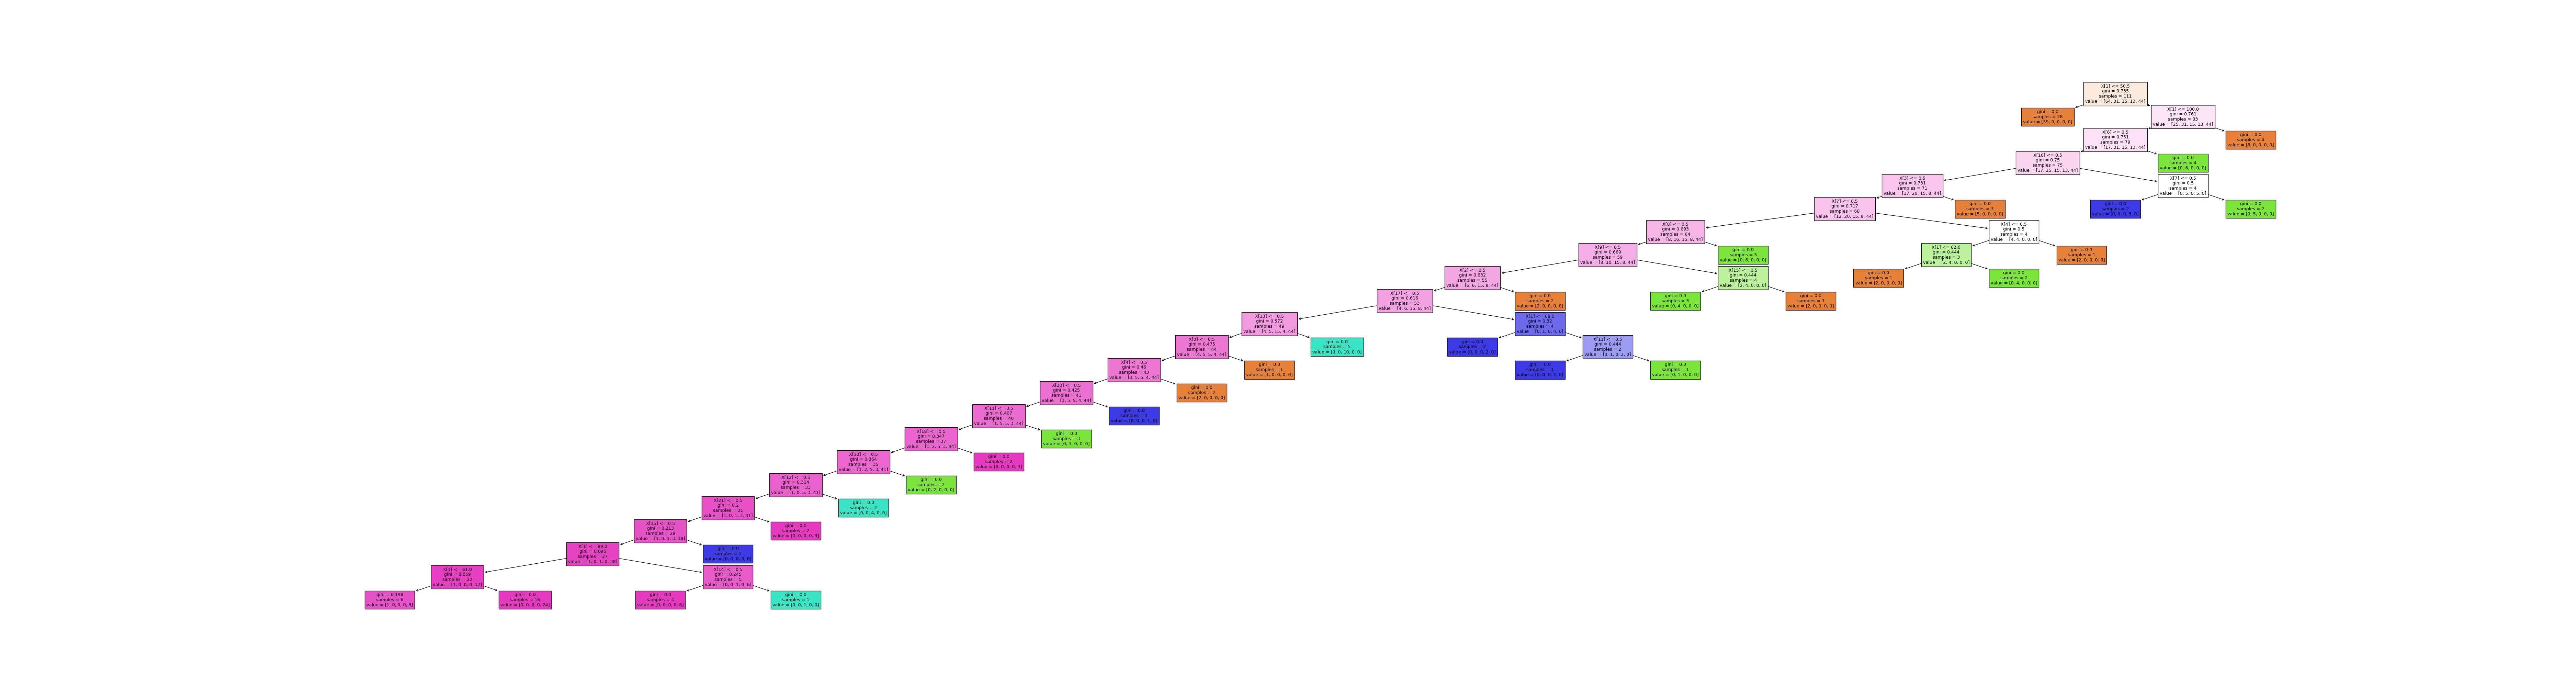 X[1] <= 50.5
gini = 0.735
samples = 111
value = [64, 31, 15, 13, 44]
gini = 0.0
samples = 28
value = [39, 0, 0, 0, 0]
X[1] <= 100.0
gini = 0.761
samples = 83
value = [25, 31, 15, 13, 44]
X[6] <= 0.5
gini = 0.751
samples = 79
value = [17, 31, 15, 13, 44]
gini = 0.0
samples = 4
value = [8, 0, 0, 0, 0]
X[16] <= 0.5
gini = 0.75
samples = 75
value = [17, 25, 15, 13, 44]
gini = 0.0
samples = 4
value = [0, 6, 0, 0, 0]
X[3] <= 0.5
gini = 0.731
samples = 71
value = [17, 20, 15, 8, 44]
X[7] <= 0.5
gini = 0.5
samples = 4
value = [0, 5, 0, 5, 0]
X[7] <= 0.5
gini = 0.717
samples = 68
value = [12, 20, 15, 8, 44]
gini = 0.0
samples = 3
value = [5, 0, 0, 0, 0]
gini = 0.0
samples = 2
value = [0, 0, 0, 5, 0]
gini = 0.0
samples = 2
value = [0, 5, 0, 0, 0]
X[8] <= 0.5
gini = 0.693
samples = 64
value = [8, 16, 15, 8, 44]
X[4] <= 0.5
gini = 0.5
samples = 4
value = [4, 4, 0, 0, 0]
X[9] <= 0.5
gini = 0.669
samples = 59
value = [8, 10, 15, 8, 44]
gini = 0.0
samples = 5
value = [0, 6, 0, 0, 0]
X[1] <= 62.0
gini = 0.444
samples = 3
value = [2, 4, 0, 0, 0]
gini = 0.0
samples = 1
value = [2, 0, 0, 0, 0]
X[2] <= 0.5
gini = 0.632
samples = 55
value = [6, 6, 15, 8, 44]
X[15] <= 0.5
gini = 0.444
samples = 4
value = [2, 4, 0, 0, 0]
gini = 0.0
samples = 1
value = [2, 0, 0, 0, 0]
gini = 0.0
samples = 2
value = [0, 4, 0, 0, 0]
X[17] <= 0.5
gini = 0.616
samples = 53
value = [4, 6, 15, 8, 44]
gini = 0.0
samples = 2
value = [2, 0, 0, 0, 0]
gini = 0.0
samples = 3
value = [0, 4, 0, 0, 0]
gini = 0.0
samples = 1
value = [2, 0, 0, 0, 0]
X[13] <= 0.5
gini = 0.572
samples = 49
value = [4, 5, 15, 4, 44]
X[1] <= 68.0
gini = 0.32
samples = 4
value = [0, 1, 0, 4, 0]
X[0] <= 0.5
gini = 0.475
samples = 44
value = [4, 5, 5, 4, 44]
gini = 0.0
samples = 5
value = [0, 0, 10, 0, 0]
gini = 0.0
samples = 2
value = [0, 0, 0, 2, 0]
X[11] <= 0.5
gini = 0.444
samples = 2
value = [0, 1, 0, 2, 0]
X[4] <= 0.5
gini = 0.46
samples = 43
value = [3, 5, 5, 4, 44]
gini = 0.0
samples = 1
value = [1, 0, 0, 0, 0]
gini = 0.0
samples = 1
value = [0, 0, 0, 2, 0]
gini = 0.0
samples = 1
value = [0, 1, 0, 0, 0]
X[20] <= 0.5
gini = 0.425
samples = 41
value = [1, 5, 5, 4, 44]
gini = 0.0
samples = 2
value = [2, 0, 0, 0, 0]
X[11] <= 0.5
gini = 0.407
samples = 40
value = [1, 5, 5, 3, 44]
gini = 0.0
samples = 1
value = [0, 0, 0, 1, 0]
X[18] <= 0.5
gini = 0.347
samples = 37
value = [1, 2, 5, 3, 44]
gini = 0.0
samples = 3
value = [0, 3, 0, 0, 0]
X[10] <= 0.5
gini = 0.364
samples = 35
value = [1, 2, 5, 3, 41]
gini = 0.0
samples = 2
value = [0, 0, 0, 0, 3]
X[12] <= 0.5
gini = 0.314
samples = 33
value = [1, 0, 5, 3, 41]
gini = 0.0
samples = 2
value = [0, 2, 0, 0, 0]
X[21] <= 0.5
gini = 0.2
samples = 31
value = [1, 0, 1, 3, 41]
gini = 0.0
samples = 2
value = [0, 0, 4, 0, 0]
X[15] <= 0.5
gini = 0.213
samples = 29
value = [1, 0, 1, 3, 38]
gini = 0.0
samples = 2
value = [0, 0, 0, 0, 3]
X[1] <= 89.0
gini = 0.096
samples = 27
value = [1, 0, 1, 0, 38]
gini = 0.0
samples = 2
value = [0, 0, 0, 3, 0]
X[1] <= 61.0
gini = 0.059
samples = 22
value = [1, 0, 0, 0, 32]
X[14] <= 0.5
gini = 0.245
samples = 5
value = [0, 0, 1, 0, 6]
gini = 0.198
samples = 6
value = [1, 0, 0, 0, 8]
gini = 0.0
samples = 16
value = [0, 0, 0, 0, 24]
gini = 0.0
samples = 4
value = [0, 0, 0, 0, 6]
gini = 0.0
samples = 1
value = [0, 0, 1, 0, 0]